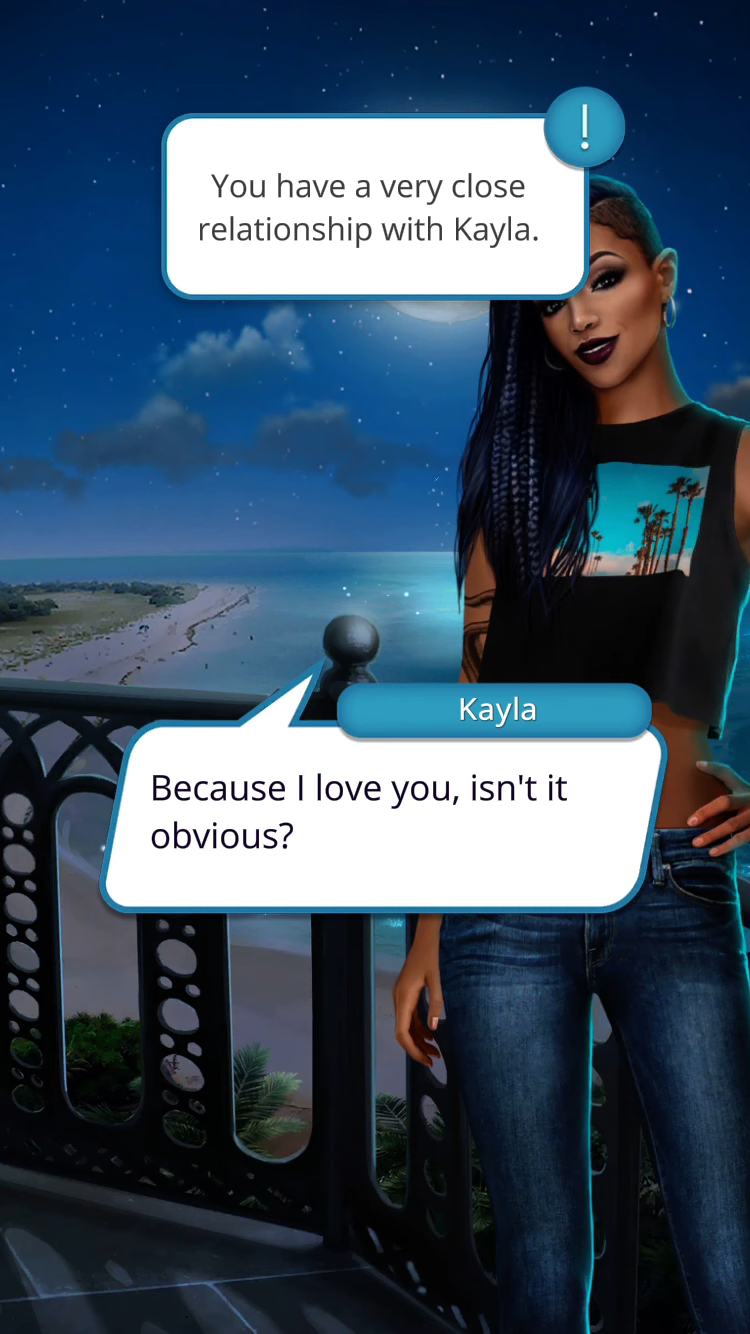 !
You have a very close
relationship with Kayla.
Kayla
Because I love you, isn't it
obvious?